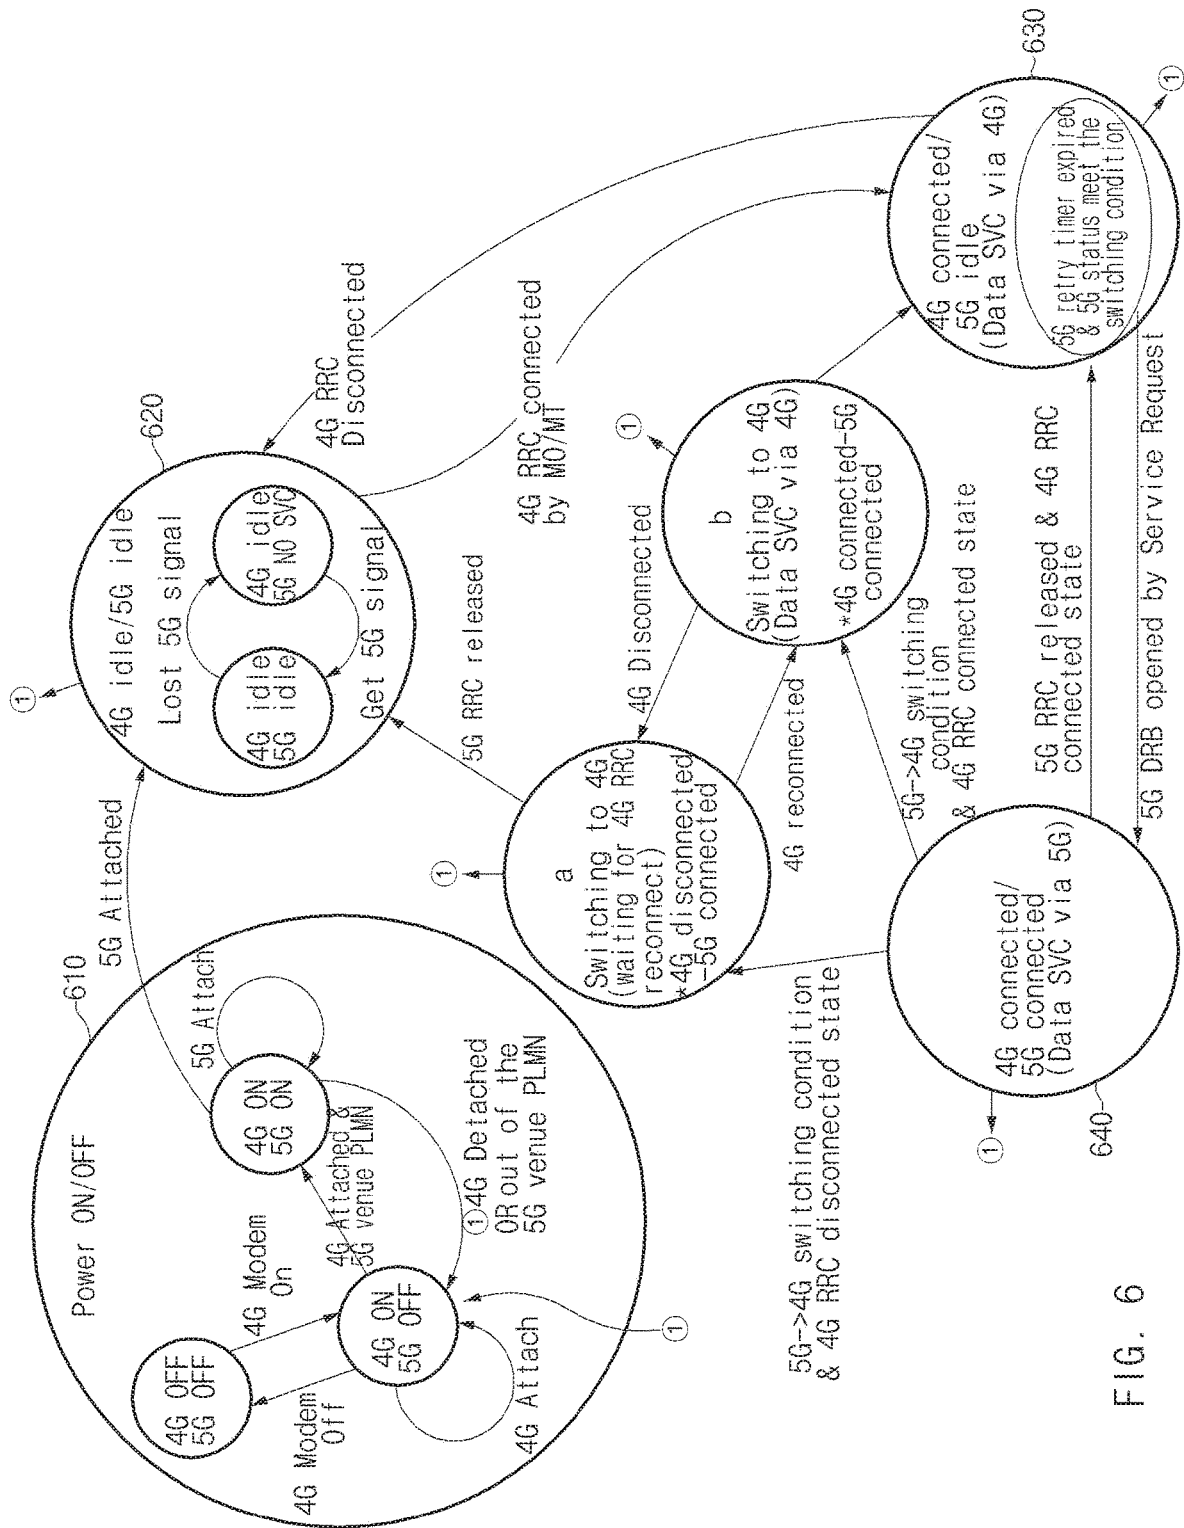 Power ON/OFF
610
4G OFF
5G OFF
4G Modem
On
4G Modem
Off
4G ON
5G OFF
4G Attach
4G Attached &
5G venue PLMN
4G ON
5G ON
5G Attach
①4G Detached
OR out of the
5G venue PLMN
①
5G Attached
①
620
4G idle/5G idle
Lost 5G signal
4G idle
5G idle
4G idle
5G NO SVC
Get 5G signal
4G RRC
Disconnected
4G RRC connected
by MO/MT
5G RRC released
①
a
Switching to 4G
(waiting for 4G RRC
reconnect)
*4G disconnected
-5G connected
4G Disconnected
4G reconnected
①
b
Switching to 4G
(Data SVC via 4G)
*4G connected-5G
connected
630
4G connected/
5G idle
(Data SVC via 4G)
5G retry timer expired
& 5G status meet the
switching condition
①
5G->4G switching condition
& 4G RRC disconnected state
5G->4G switching
condition
& 4G RRC connected state
5G RRC released & 4G RRC
connected state
5G DRB opened by Service Request
①
4G connected/
5G connected
(Data SVC via 5G)
640
FIG. 6